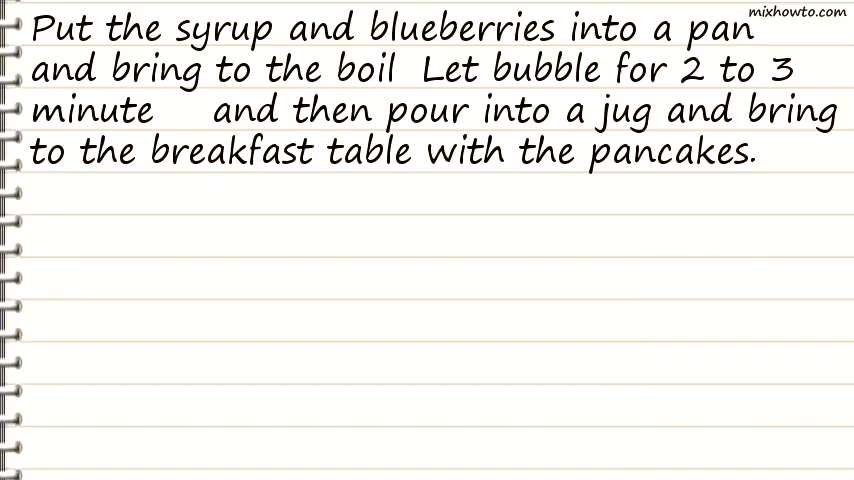 mixhowto.com
Put the syrup and blueberries into a pan
and bring to the boil Let bubble for 2 to 3
minute and then pour into a jug and bring
to the breakfast table with the pancakes.